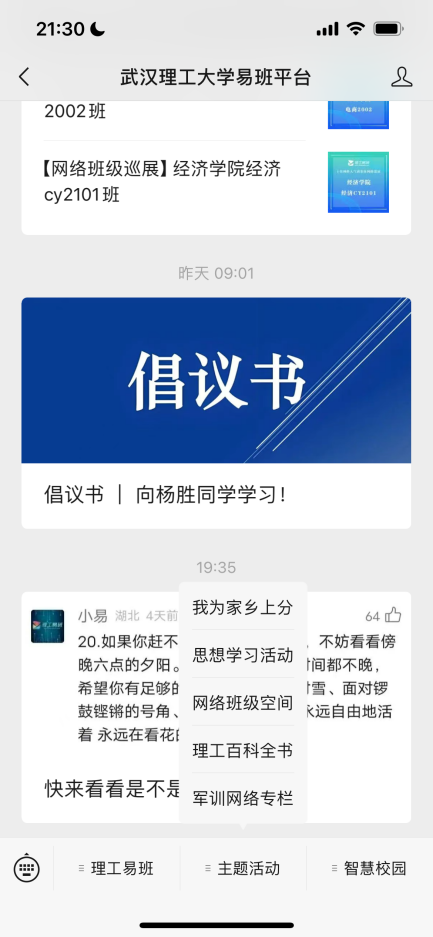 21:30
武汉理工大学易班平台
2002班
电商2002
【网络班级巡展】经济学院经济
cy2101班
经济学院
经济CY2101
昨天 09:01
倡议书
倡议书 ｜ 向杨胜同学学习！
19:35
小易 湖北 4天前
64
20.如果你赶不
，不妨看看傍
晚六点的夕阳。
时间都不晚，
希望你有足够的
对雪、面对锣
鼓铿锵的号角、
永远自由地活
着 永远在看花的
快来看看是不是
我为家乡上分
思想学习活动
网络班级空间
理工百科全书
军训网络专栏
理工易班
主题活动
智慧校园